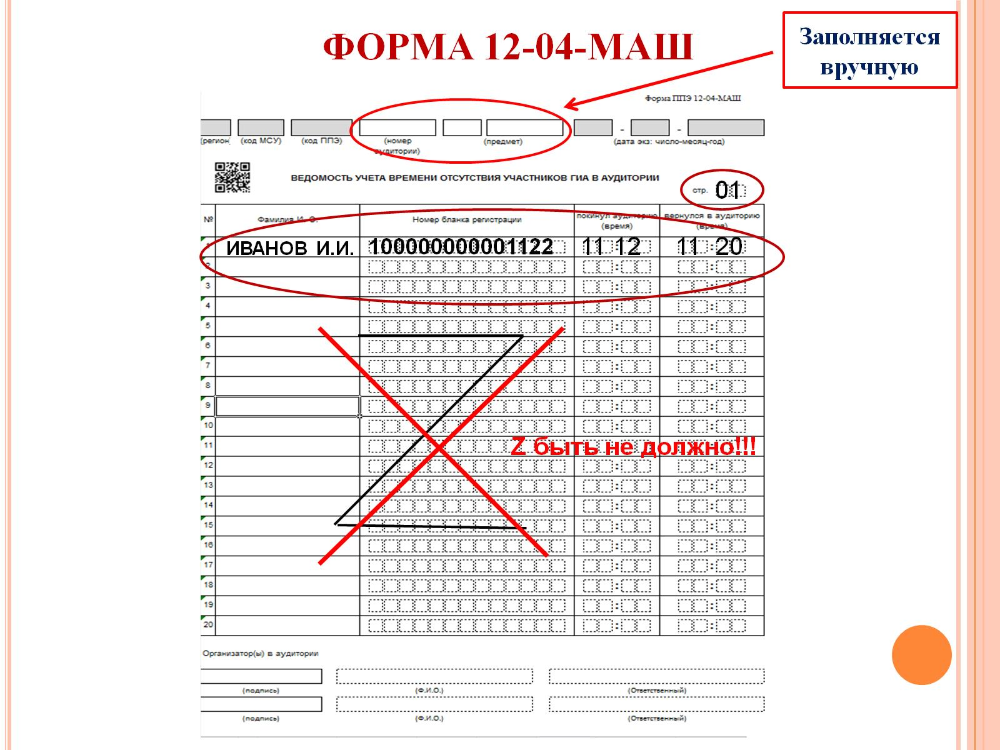 ФОРМА 12-04-МАШ
Заполняется
вручную
Форма ППЭ 12-04-МАШ
- -
(регион) (код МСУ) (код ППЭ) (номер аудитории) (предмет) (дата экз: число-месяц-год)
ВЕДОМОСТЬ УЧЕТА ВРЕМЕНИ ОТСУТСТВИЯ УЧАСТНИКОВ ГИА В АУДИТОРИИ
стр. 01
№ Фамилия И. О. Номер бланка регистрации покинул аудиторию (время) вернулся в аудиторию (время)
1 ИВАНОВ И.И. 100000000001122 11 12 11 20
2 : :
3 : :
4 : :
5 : :
6 : :
7 : :
8 : :
9 : :
10 : :
11
Z быть не должно!!!
12 : :
13 : :
14 : :
15 : :
16 : :
17 : :
18 : :
19 : :
20 : :
Организатор(ы) в аудитории
(подпись) (Ф.И.О.) (Ответственный)
(подпись) (Ф.И.О.) (Ответственный)